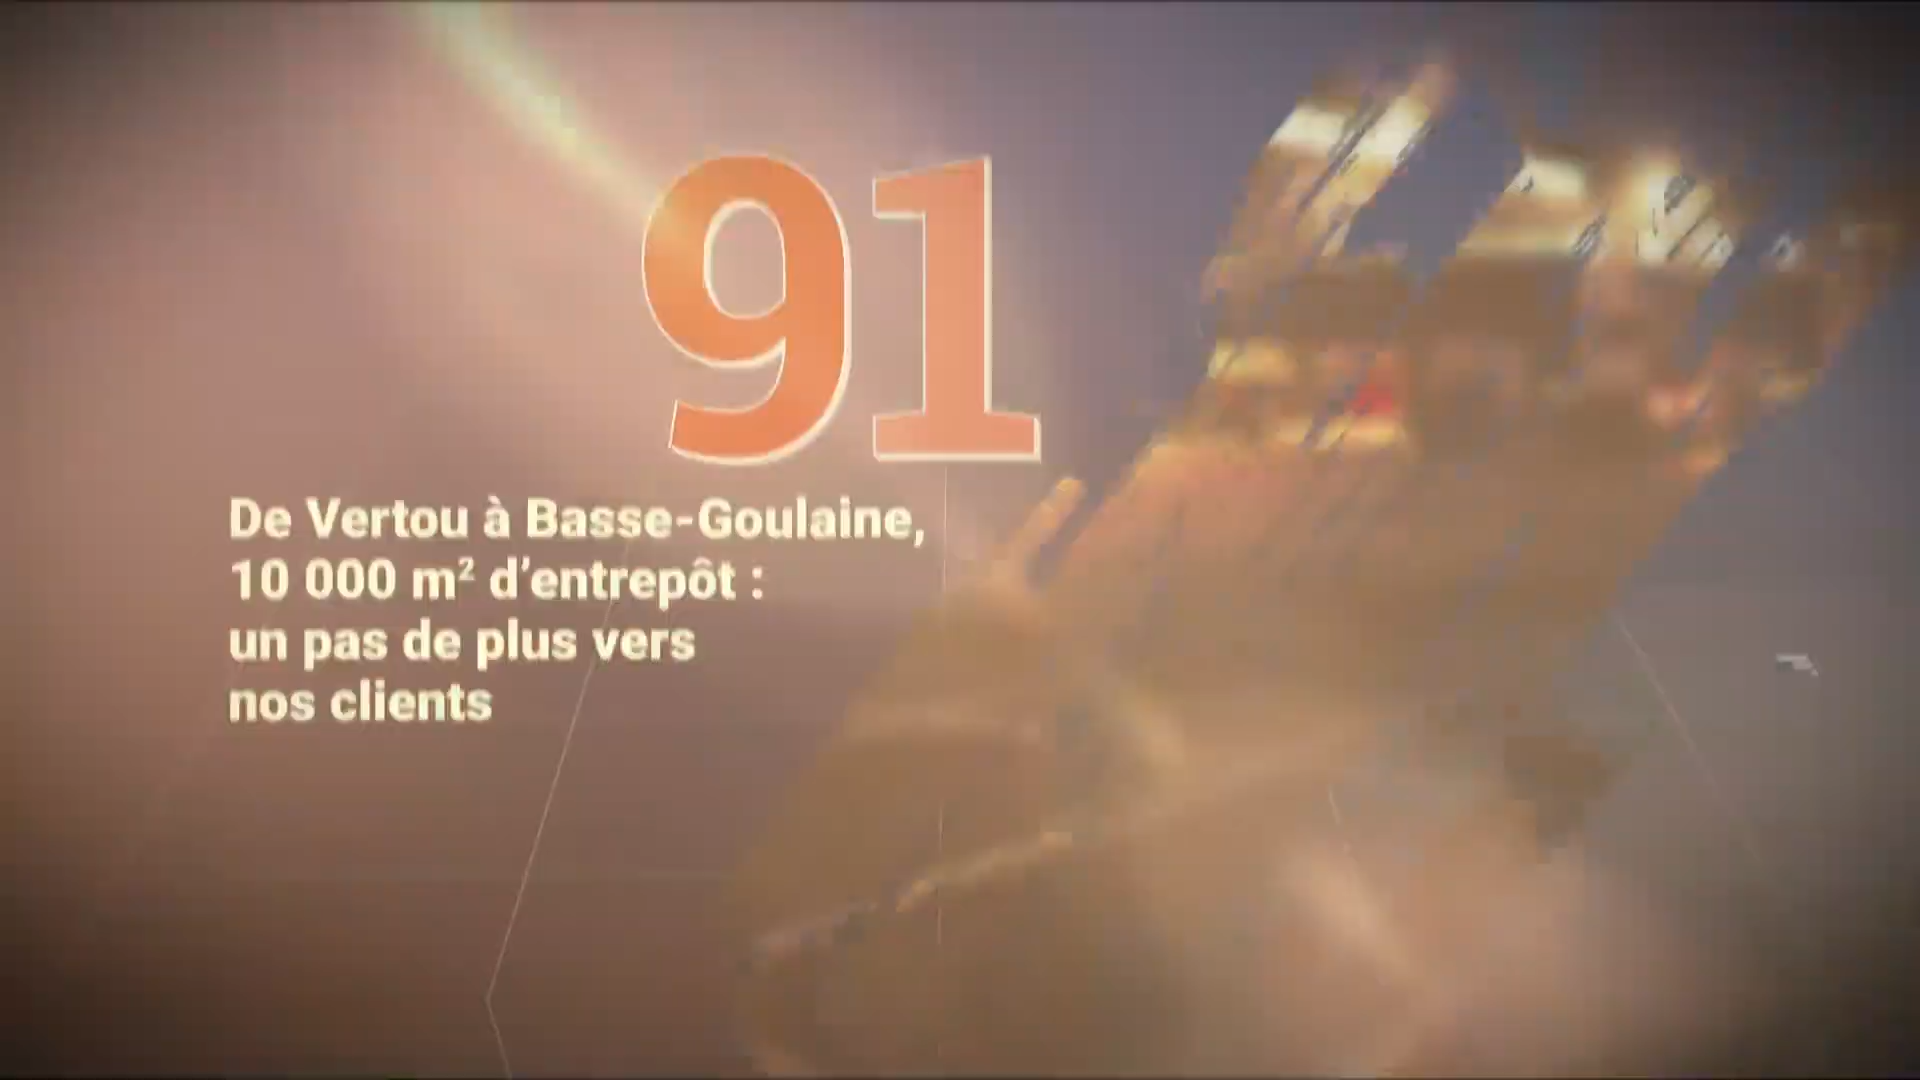 91
De Vertou à Basse-Goulaine,
10 000 m² d’entrepôt :
un pas de plus vers
nos clients